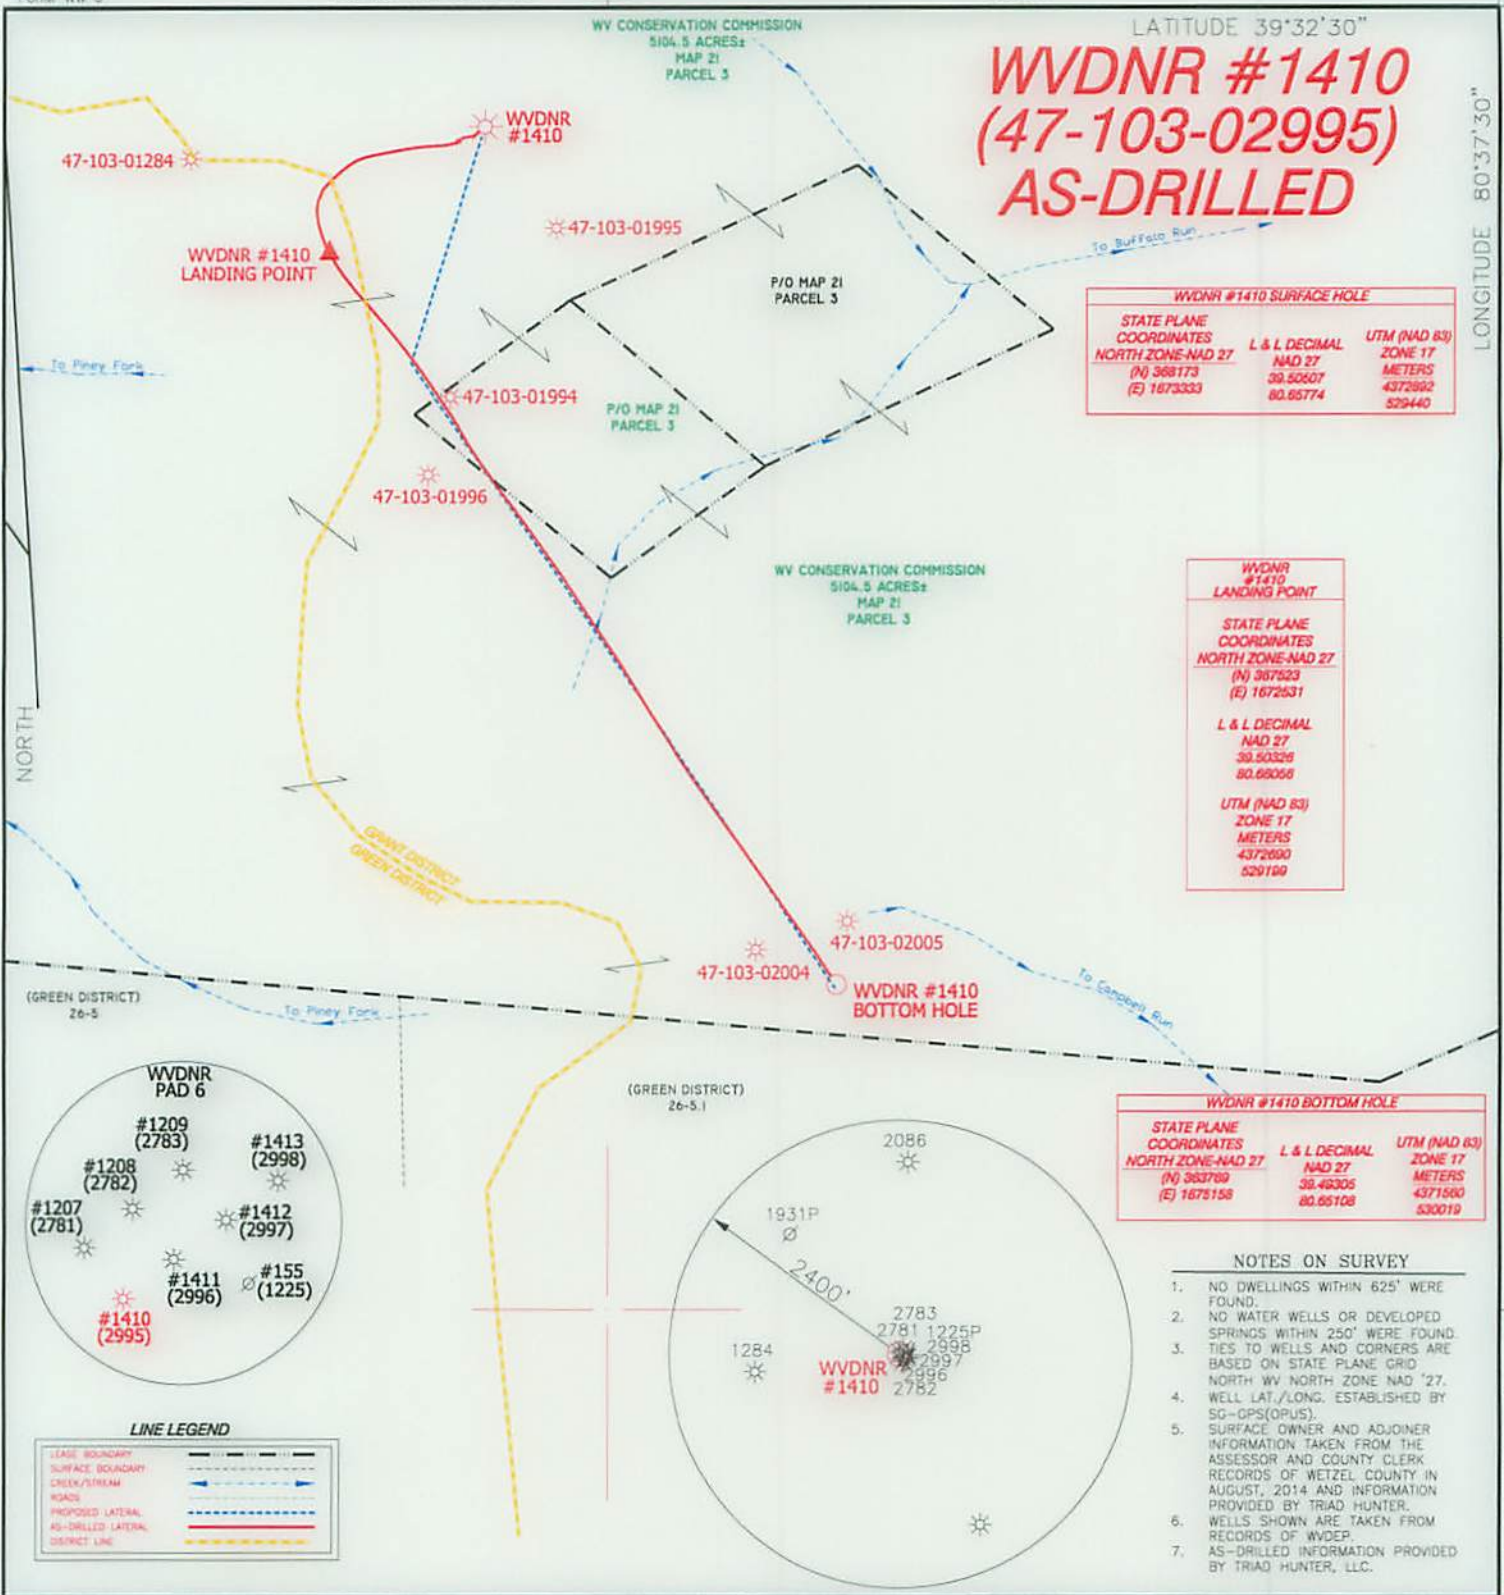 WV CONSERVATION COMMISSION
5104.5 ACRES±
MAP 21
PARCEL 3
LATITUDE 39°32'30"
WVDNR #1410
(47-103-02995)
AS-DRILLED
LONGITUDE 80°37'30"
WVDNR
#1410
47-103-01284
47-103-01995
WVDNR #1410
LANDING POINT
To Buffalo Run
P/O MAP 21
PARCEL 3
To Piney Fork
47-103-01994
P/O MAP 21
PARCEL 3
47-103-01996
WVDNR #1410 SURFACE HOLE
STATE PLANE
COORDINATES
NORTH ZONE-NAD 27
(N) 368173
(E) 1673333
L & L DECIMAL
NAD 27
39.50507
80.65774
UTM (NAD 83)
ZONE 17
METERS
4372892
529440
WV CONSERVATION COMMISSION
5104.5 ACRES±
MAP 21
PARCEL 3
WVDNR
#1410
LANDING POINT
STATE PLANE
COORDINATES
NORTH ZONE-NAD 27
(N) 367523
(E) 1672531
L & L DECIMAL
NAD 27
39.50326
80.66056
UTM (NAD 83)
ZONE 17
METERS
4372690
529199
NORTH
GRANT DISTRICT
GREEN DISTRICT
47-103-02005
47-103-02004
WVDNR #1410
BOTTOM HOLE
To Campbell Run
(GREEN DISTRICT)
26-5
To Piney Fork
(GREEN DISTRICT)
26-5.1
WVDNR
PAD 6
#1209
(2783)
#1413
(2998)
#1208
(2782)
#1207
(2781)
#1412
(2997)
#1411
(2996)
#155
(1225)
#1410
(2995)
2086
1931P
2400'
2783
2781 1225P
2998
2997
2996
2782
1284
WVDNR
#1410
WVDNR #1410 BOTTOM HOLE
STATE PLANE
COORDINATES
NORTH ZONE-NAD 27
(N) 363769
(E) 1675158
L & L DECIMAL
NAD 27
39.49305
80.65108
UTM (NAD 83)
ZONE 17
METERS
4371560
530019
NOTES ON SURVEY
1. NO DWELLINGS WITHIN 625' WERE
FOUND.
2. NO WATER WELLS OR DEVELOPED
SPRINGS WITHIN 250' WERE FOUND.
3. TIES TO WELLS AND CORNERS ARE
BASED ON STATE PLANE GRID
NORTH WV NORTH ZONE NAD '27.
4. WELL LAT./LONG. ESTABLISHED BY
SG-GPS(OPUS).
5. SURFACE OWNER AND ADJOINER
INFORMATION TAKEN FROM THE
ASSESSOR AND COUNTY CLERK
RECORDS OF WETZEL COUNTY IN
AUGUST, 2014 AND INFORMATION
PROVIDED BY TRIAD HUNTER.
6. WELLS SHOWN ARE TAKEN FROM
RECORDS OF WVDEP.
7. AS-DRILLED INFORMATION PROVIDED
BY TRIAD HUNTER, LLC.
LINE LEGEND
LEASE BOUNDARY
SURFACE BOUNDARY
CREEK/STREAM
ROADS
PROPOSED LATERAL
AS-DRILLED LATERAL
DISTRICT LINE